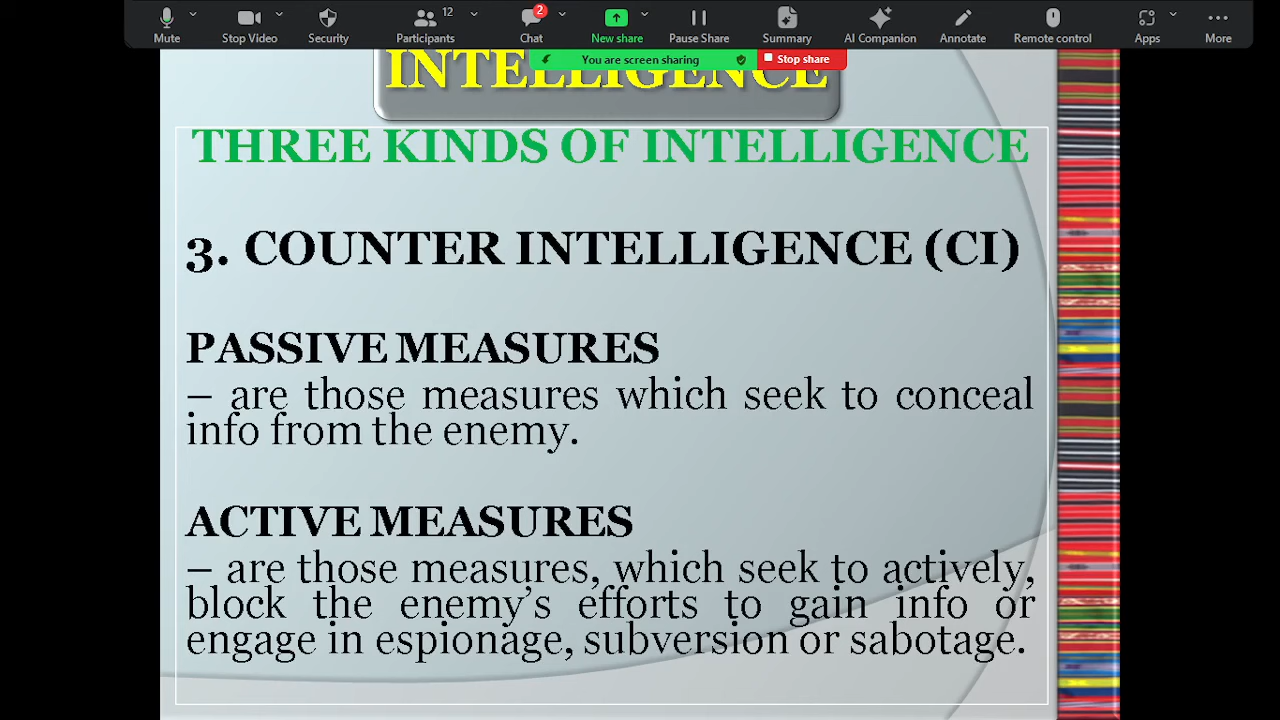 Mute
Stop Video
Security
Participants
12
Chat
2
New share
Pause Share
Summary
AI Companion
Annotate
Remote control
Apps
More
You are screen sharing
Stop share
INTELLIGENCE
THREE KINDS OF INTELLIGENCE
3. COUNTER INTELLIGENCE (CI)
PASSIVE MEASURES
– are those measures which seek to conceal
info from the enemy.
ACTIVE MEASURES
– are those measures, which seek to actively,
block the enemy’s efforts to gain info or
engage in espionage, subversion or sabotage.